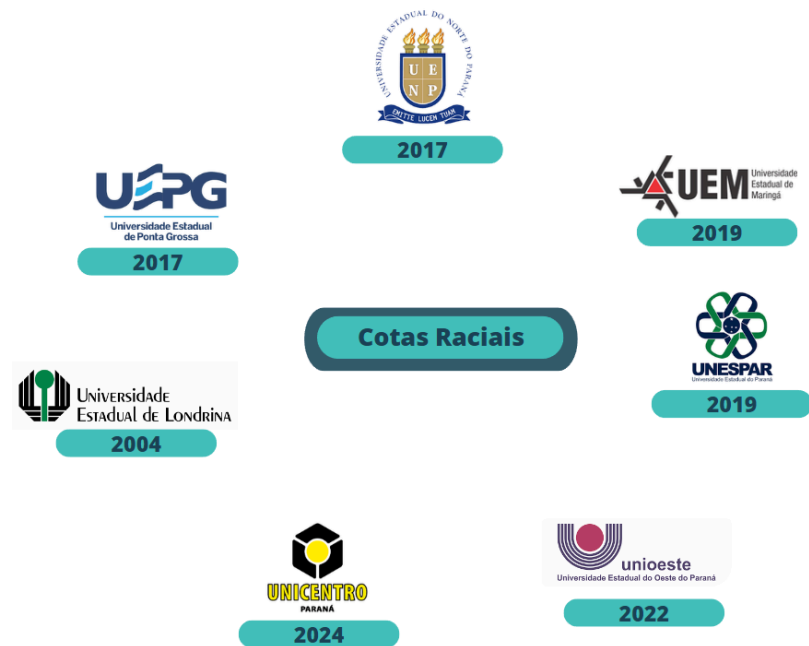 UNIVERSIDADE ESTADUAL DO NORTE DO PARANÁ
U E
N P
EMITTE LUCEM TUAM
2017
UEPG
Universidade Estadual
de Ponta Grossa
2017
UEM
Universidade
Estadual de
Maringá
2019
Cotas Raciais
UNESPAR
Universidade Estadual do Paraná
2019
Universidade
Estadual de Londrina
2004
UNICENTRO
PARANÁ
2024
unioeste
Universidade Estadual do Oeste do Paraná
2022